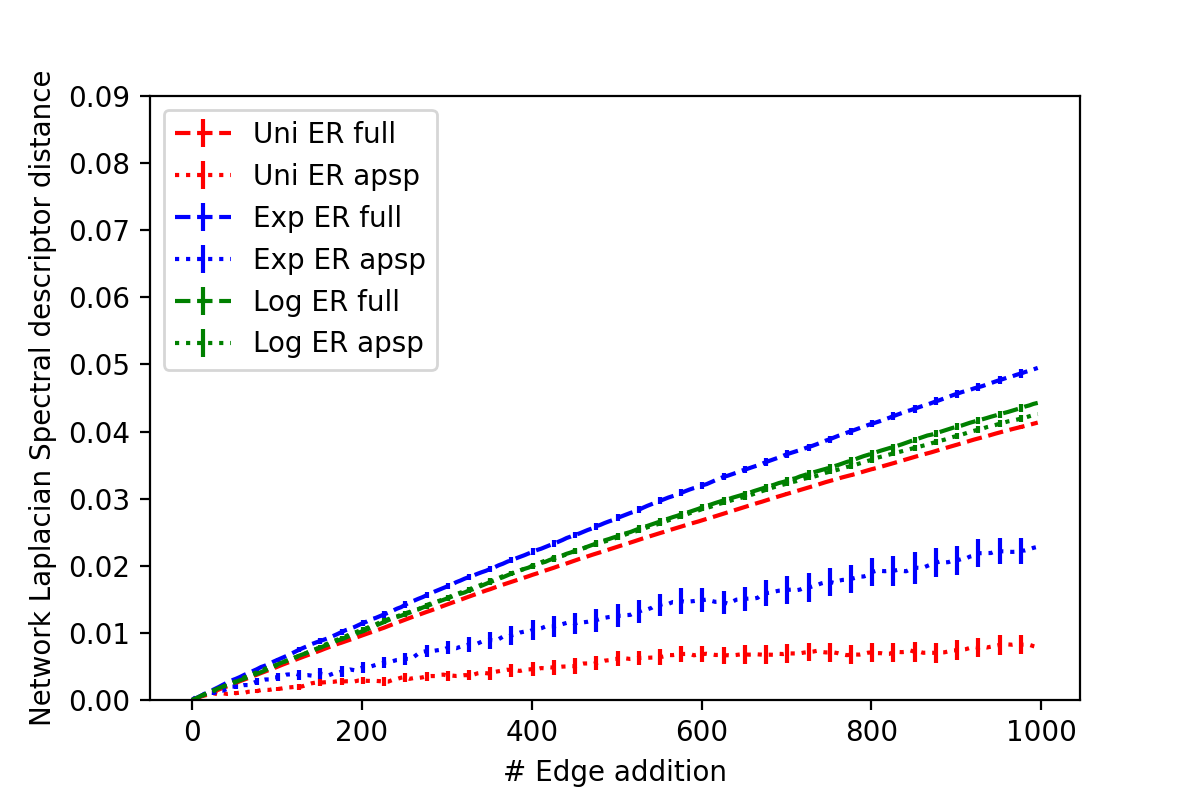 Network Laplacian Spectral descriptor distance
0.09
0.08
0.07
0.06
0.05
0.04
0.03
0.02
0.01
0.00
Uni ER full
Uni ER apsp
Exp ER full
Exp ER apsp
Log ER full
Log ER apsp
0 200 400 600 800 1000
# Edge addition